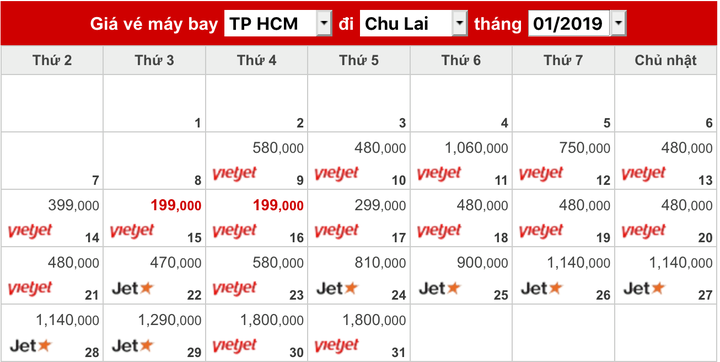 Giá vé máy bay TP HCM đi Chu Lai tháng 01/2019
Thứ 2 Thứ 3 Thứ 4 Thứ 5 Thứ 6 Thứ 7 Chủ nhật
1 2 3 4 5 6
580,000 480,000 1,060,000 750,000 480,000
vietjet vietjet vietjet vietjet vietjet
7 8 9 10 11 12 13
399,000 199,000 199,000 299,000 480,000 480,000 480,000
vietjet vietjet vietjet vietjet vietjet vietjet vietjet
14 15 16 17 18 19 20
480,000 470,000 580,000 810,000 900,000 1,140,000 1,140,000
vietjet Jet vietjet Jet Jet Jet Jet
21 22 23 24 25 26 27
1,140,000 1,290,000 1,800,000 1,800,000
Jet Jet vietjet vietjet
28 29 30 31